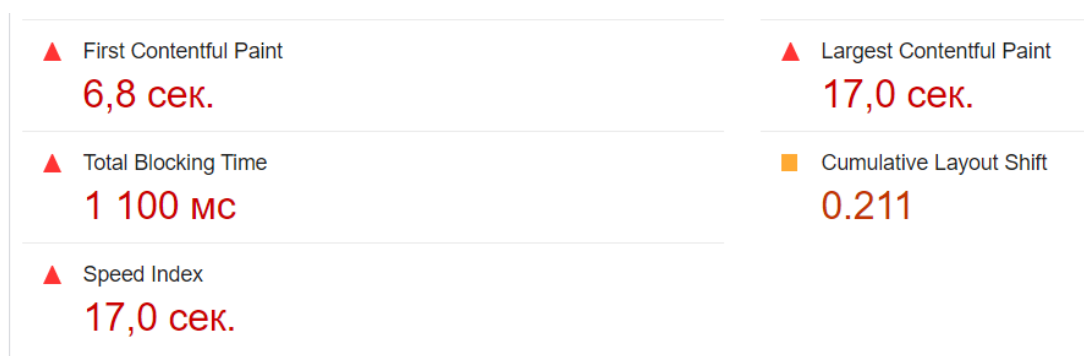 First Contentful Paint
6,8 сек.
Largest Contentful Paint
17,0 сек.
Total Blocking Time
1 100 мс
Cumulative Layout Shift
0.211
Speed Index
17,0 сек.